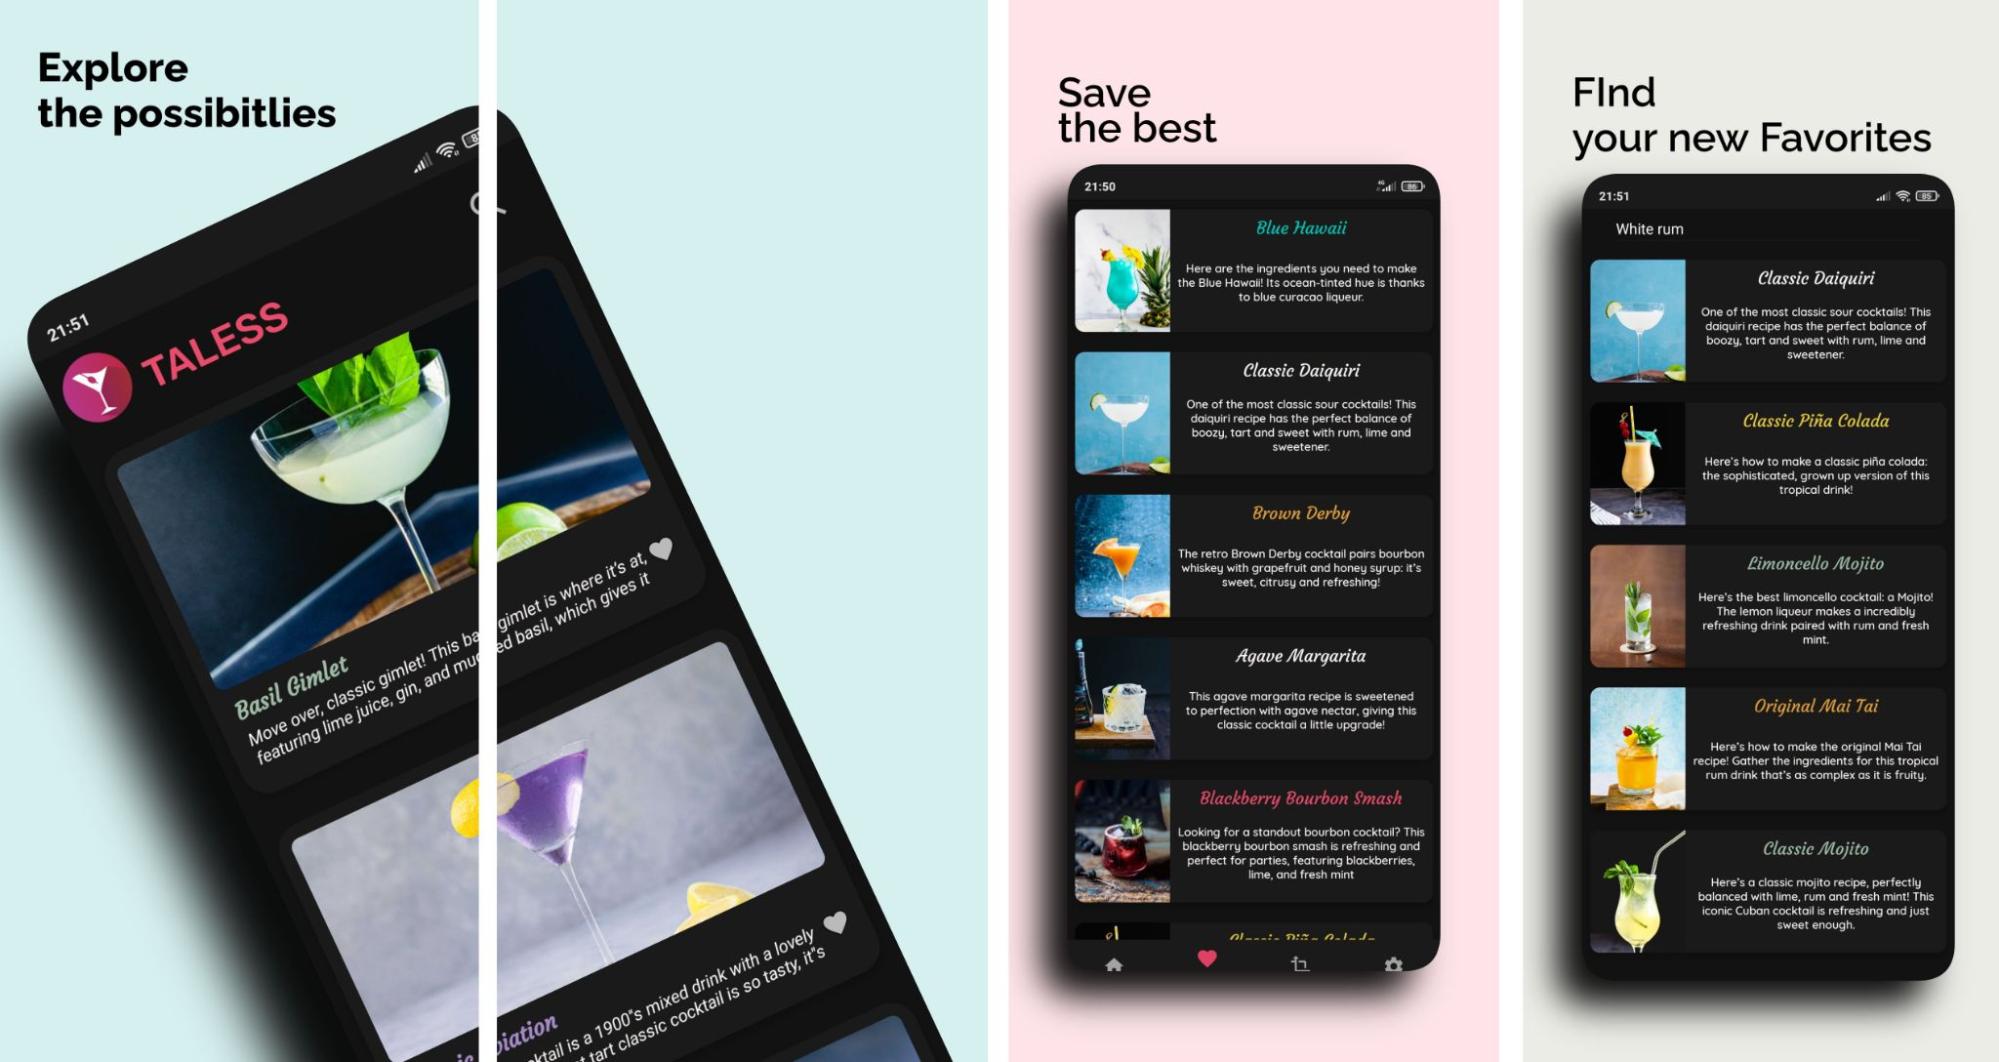 Explore
the possibitlies
21:51
TALESS
Basil Gimlet
Move over, classic gimlet! This ba gimlet is where it's at,
featuring lime juice, gin, and mud ed basil, which gives it
viation
cktail is a 1900"s mixed drink with a lovely
tart classic cocktail is so tasty, it"s
Save
the best
21:50
4G
86
Blue Hawaii
Here are the ingredients you need to make
the Blue Hawaii! Its ocean-tinted hue is thanks
to blue curacao liqueur.
Classic Daiquiri
One of the most classic sour cocktails! This
daiquiri recipe has the perfect balance of
boozy, tart and sweet with rum, lime and
sweetener.
Brown Derby
The retro Brown Derby cocktail pairs bourbon
whiskey with grapefruit and honey syrup: it's
sweet, citrusy and refreshing!
Agave Margarita
This agave margarita recipe is sweetened
to perfection with agave nectar, giving this
classic cocktail a little upgrade!
Blackberry Bourbon Smash
Looking for a standout bourbon cocktail? This
blackberry bourbon smash is refreshing and
perfect for parties, featuring blackberries,
lime, and fresh mint
Classic Piña Colada
FInd
your new Favorites
21:51
85
White rum
Classic Daiquiri
One of the most classic sour cocktails! This
daiquiri recipe has the perfect balance of
boozy, tart and sweet with rum, lime and
sweetener.
Classic Piña Colada
Here's how to make a classic piña colada:
the sophisticated, grown up version of this
tropical drink!
Limoncello Mojito
Here's the best limoncello cocktail: a Mojito!
The lemon liqueur makes a incredibly
refreshing drink paired with rum and fresh
mint.
Original Mai Tai
Here's how to make the original Mai Tai
recipe! Gather the ingredients for this tropical
rum drink that's as complex as it is fruity.
Classic Mojito
Here's a classic mojito recipe, perfectly
balanced with lime, rum and fresh mint! This
iconic Cuban cocktail is refreshing and just
sweet enough.